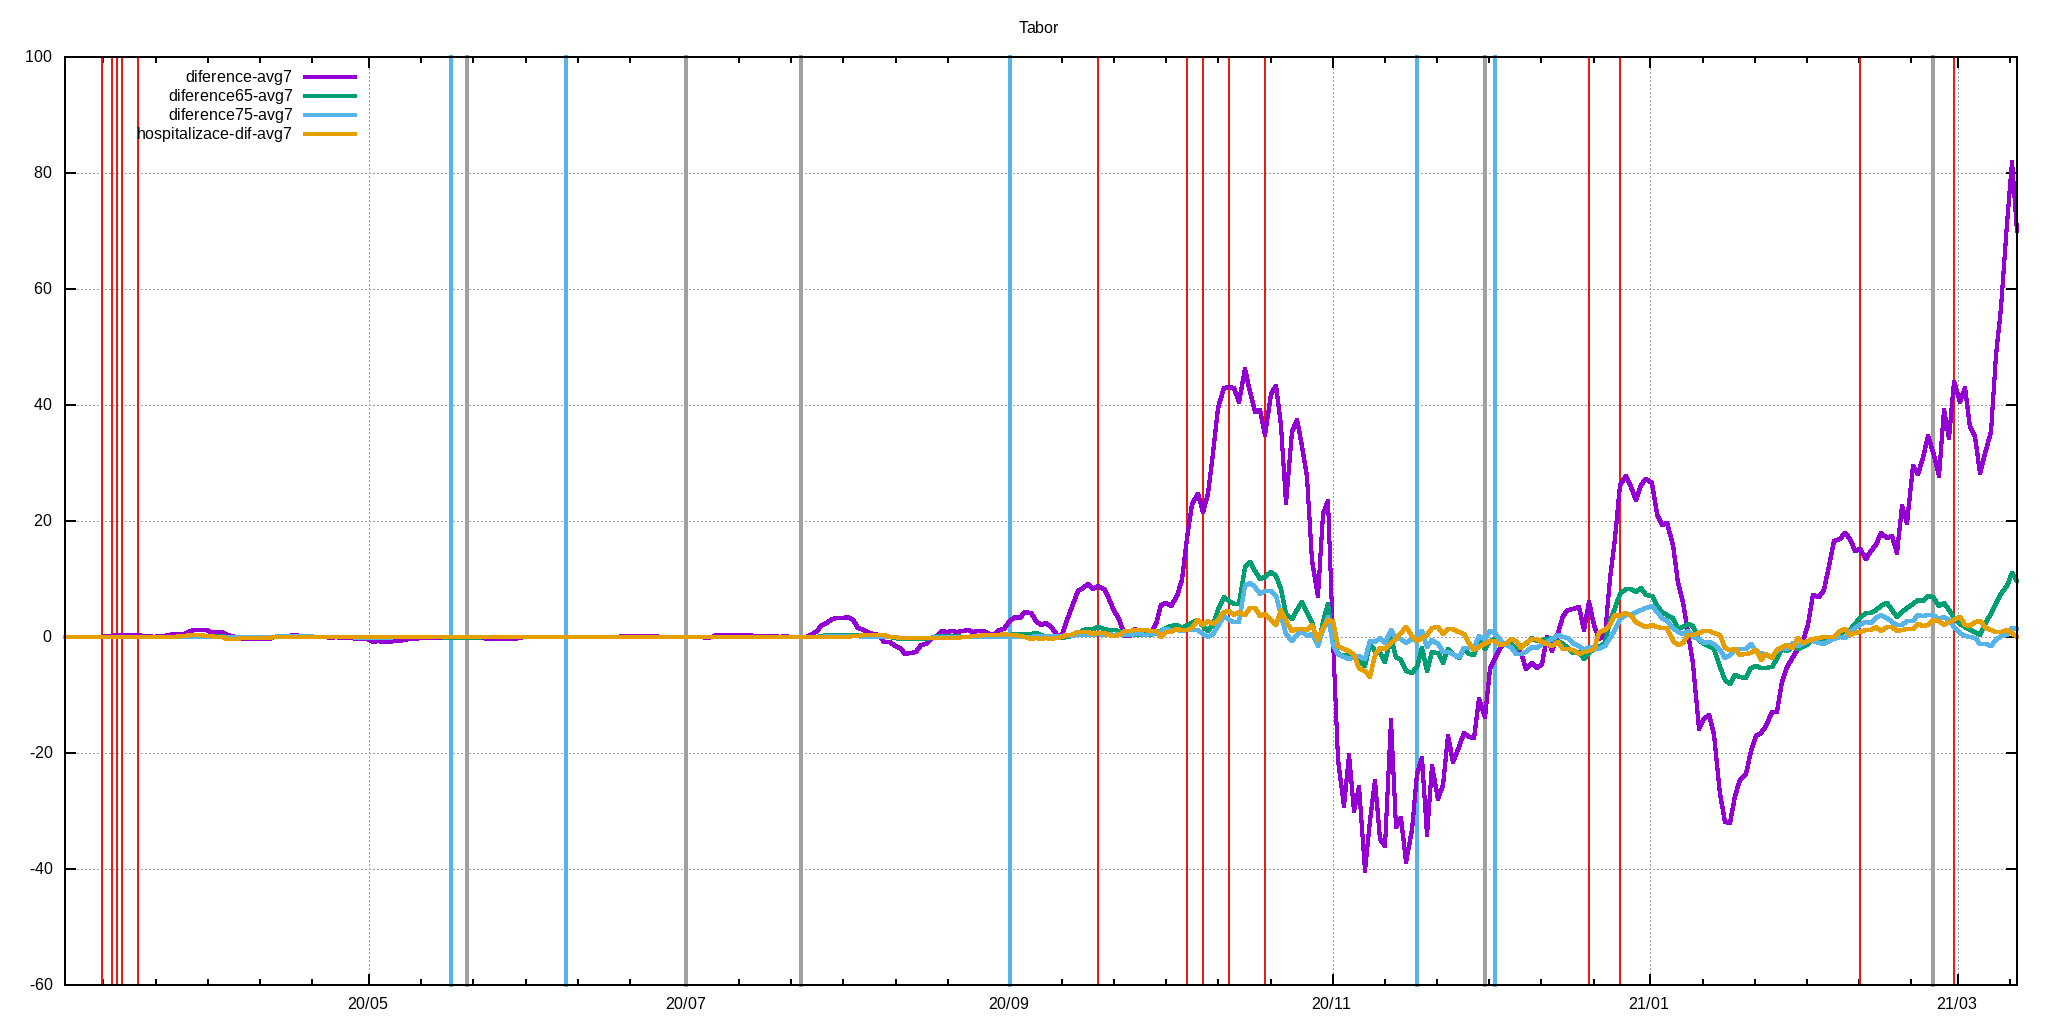 Tabor
100
80
60
40
20
0
-20
-40
-60
diference-avg7
diference65-avg7
diference75-avg7
hospitalizace-dif-avg7
20/05 20/07 20/09 20/11 21/01 21/03